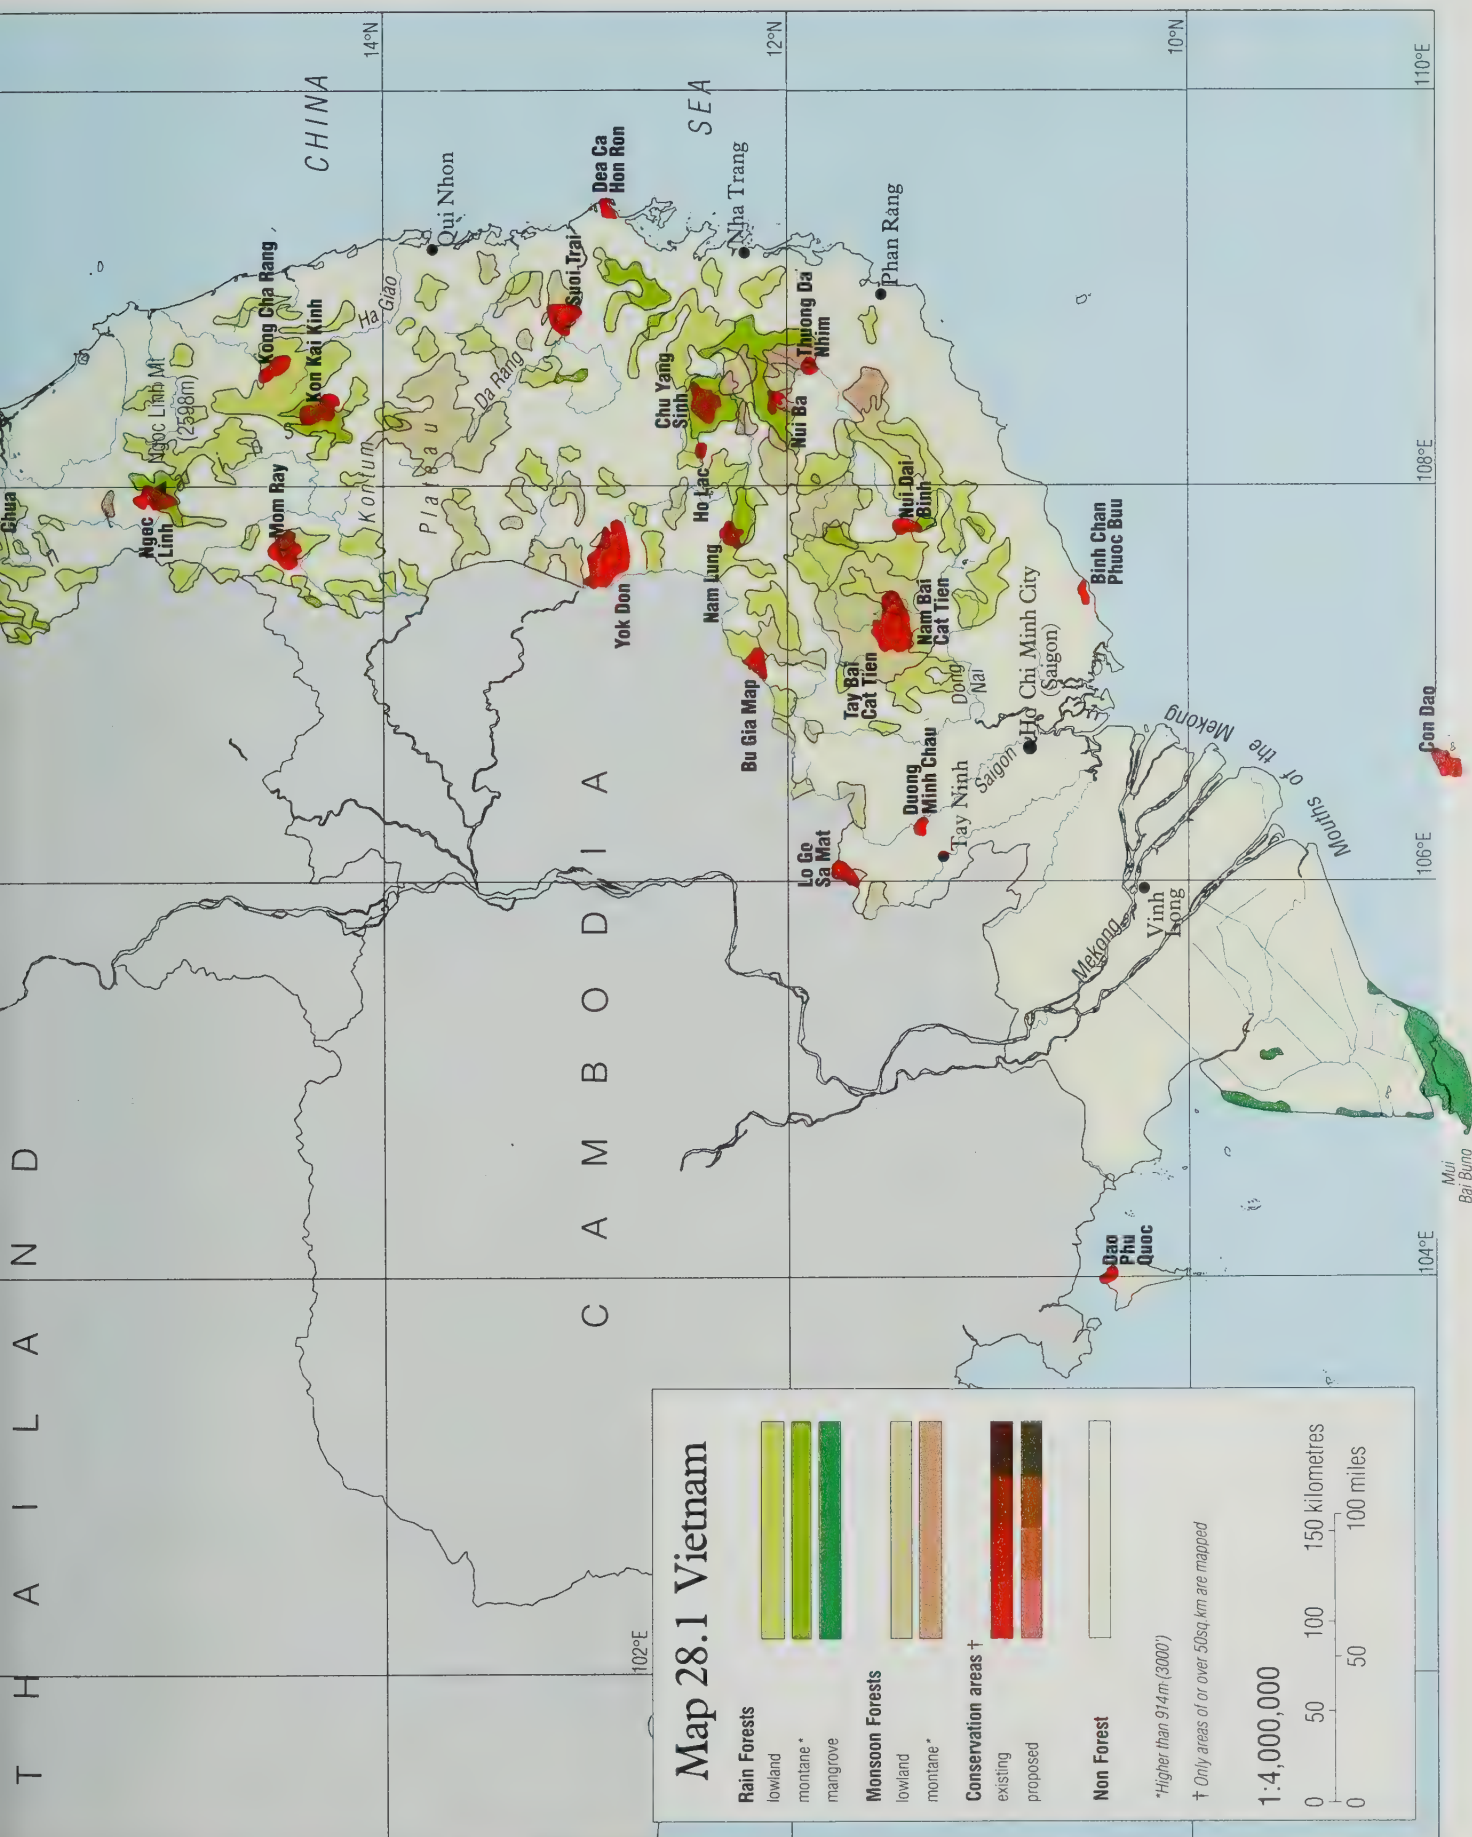 THAILAND
CAMBODIA
CHINA
SEA
14°N
12°N
10°N
110°E
108°E
106°E
104°E
102°E
Chua
Ngoc Linh Mt
(2598m)
Ngoc
Linh
Kong Cha Rang
Kon Kai Kinh
Mom Ray
Kontum
Plateau
Ha Giao
Qui Nhon
Da Rang
Suoi Trai
Dea Ca
Hon Ron
Yok Don
Chu Yang
Sinh
Ho Lac
Nam Lung
Nha Trang
Thuong Da
Nhim
Nui Ba
Phan Rang
Bu Gia Map
Nui Dai
Binh
Tay Bai
Cat Tien
Nam Bai
Cat Tien
Dong
Nai
Binh Chan
Phuoc Buu
Lo Go
Sa Mat
Duong
Minh Chau
Tay Ninh
Saigon
Ho Chi Minh City
(Saigon)
Mekong
Vinh
Long
Mouths of the Mekong
Con Dao
Dao
Phu
Quoc
Mui
Bai Bung
Map 28.1 Vietnam
Rain Forests
lowland
montane*
mangrove
Monsoon Forests
lowland
montane*
Conservation areas †
existing
proposed
Non Forest
*Higher than 914m (3000')
† Only areas of or over 50sq.km are mapped
1:4,000,000
0 50 100 150 kilometres
0 50 100 miles